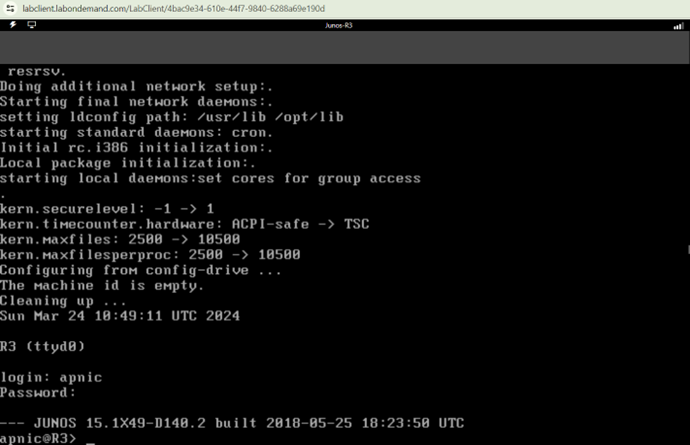 labclient.labondemand.com/LabClient/4bac9e34-610e-44f7-9840-6288a69e190d
Junos-R3
resrsv.
Doing additional network setup:.
Starting final network daemons:.
setting ldconfig path: /usr/lib /opt/lib
starting standard daemons: cron.
Initial rc.i386 initialization:.
Local package initialization:.
starting local daemons:set cores for group access
.
kern.securelevel: -1 -> 1
kern.timecounter.hardware: ACPI-safe -> TSC
kern.maxfiles: 2500 -> 10500
kern.maxfilesperproc: 2500 -> 10500
Configuring from config-drive ...
The machine id is empty.
Cleaning up ...
Sun Mar 24 10:49:11 UTC 2024
R3 (ttyd0)
login: apnic
Password:
--- JUNOS 15.1X49-D140.2 built 2018-05-25 18:23:50 UTC
apnic@R3> _